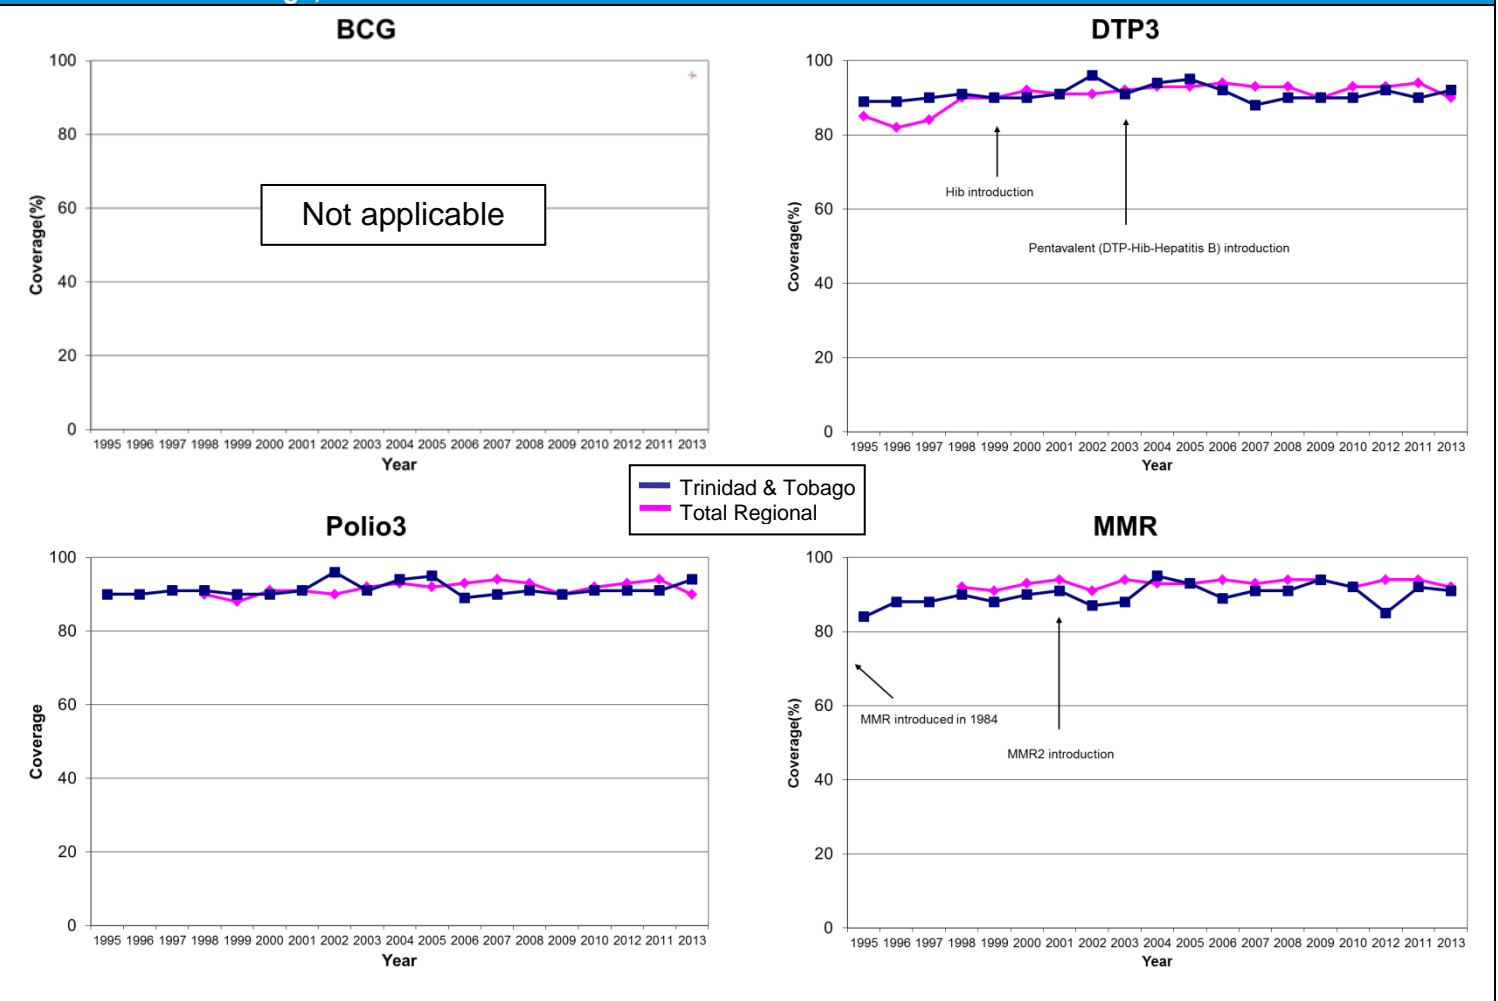 BCG
100
80
60
40
20
0
Coverage(%)
Not applicable
1995 1996 1997 1998 1999 2000 2001 2002 2003 2004 2005 2006 2007 2008 2009 2010 2012 2011 2013
Year
DTP3
100
80
60
40
20
0
Coverage(%)
Hib introduction
Pentavalent (DTP-Hib-Hepatitis B) introduction
1995 1996 1997 1998 1999 2000 2001 2002 2003 2004 2005 2006 2007 2008 2009 2010 2012 2011 2013
Year
Trinidad & Tobago
Total Regional
Polio3
100
80
60
40
20
0
Coverage
1995 1996 1997 1998 1999 2000 2001 2002 2003 2004 2005 2006 2007 2008 2009 2010 2012 2011 2013
Year
MMR
100
80
60
40
20
0
Coverage(%)
MMR introduced in 1984
MMR2 introduction
1995 1996 1997 1998 1999 2000 2001 2002 2003 2004 2005 2006 2007 2008 2009 2010 2012 2011 2013
Year